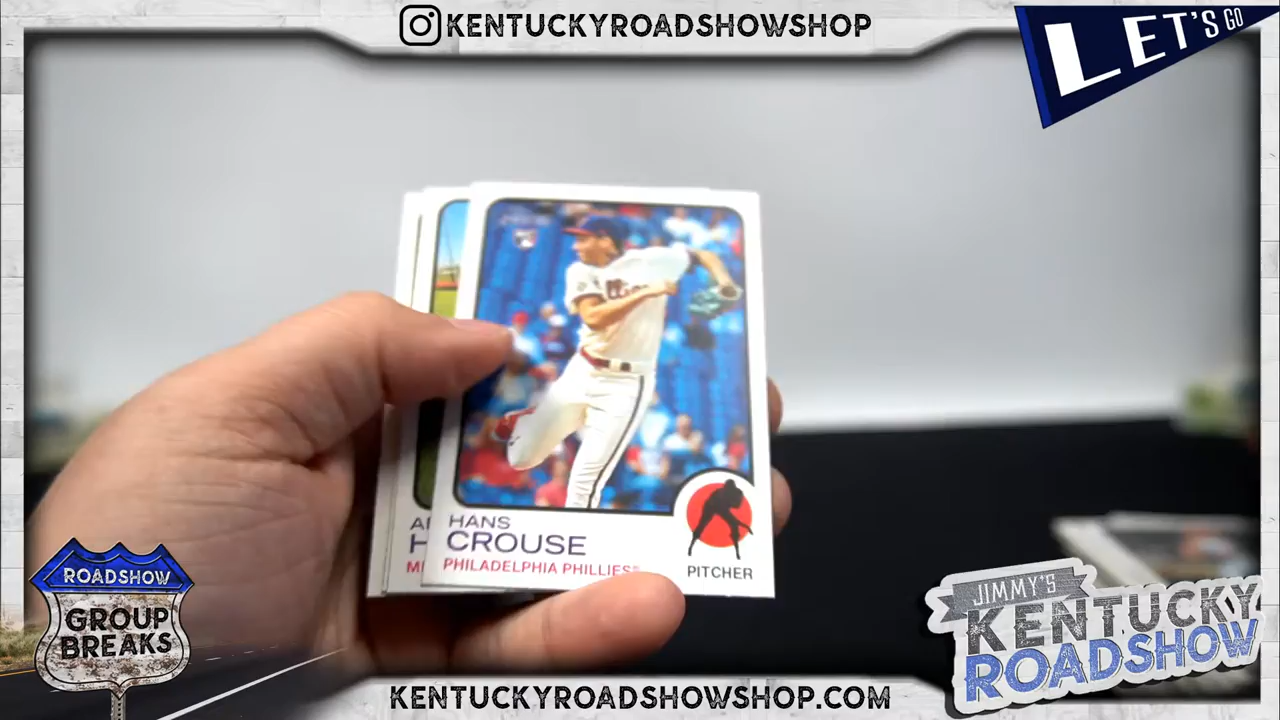 KENTUCKYROADSHOWSHOP
LET'S GO
HANS
CROUSE
PHILADELPHIA PHILLIES
PITCHER
ROADSHOW
GROUP
BREAKS
JIMMY'S
KENTUCKY
ROADSHOW
KENTUCKYROADSHOWSHOP.COM